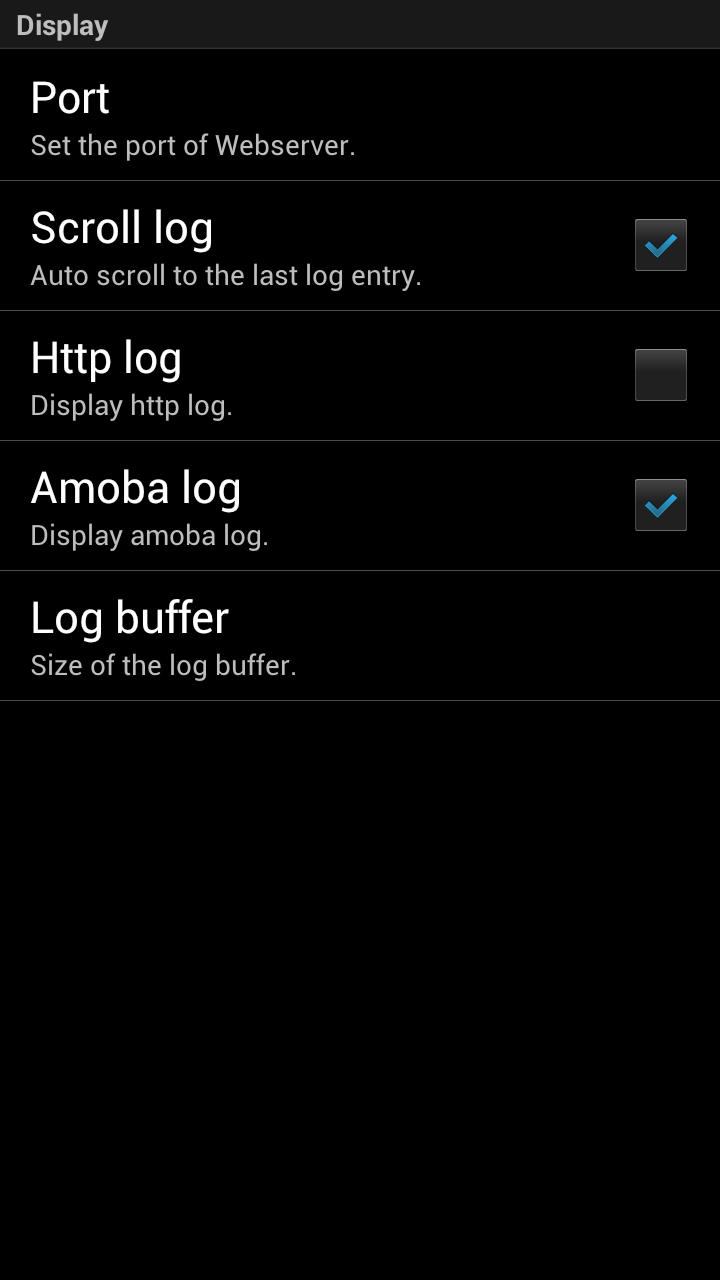 Display
Port
Set the port of Webserver.
Scroll log
Auto scroll to the last log entry.
Http log
Display http log.
Amoba log
Display amoba log.
Log buffer
Size of the log buffer.